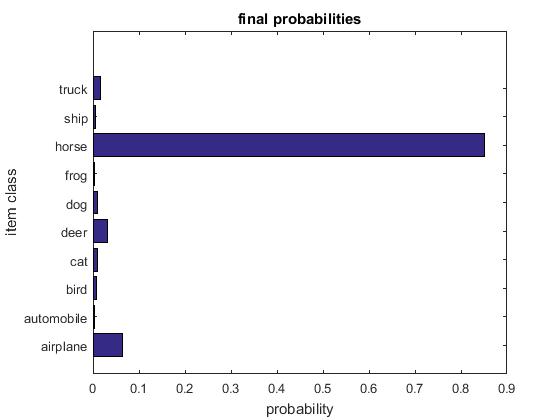 final probabilities
item class
truck
ship
horse
frog
dog
deer
cat
bird
automobile
airplane
0 0.1 0.2 0.3 0.4 0.5 0.6 0.7 0.8 0.9
probability